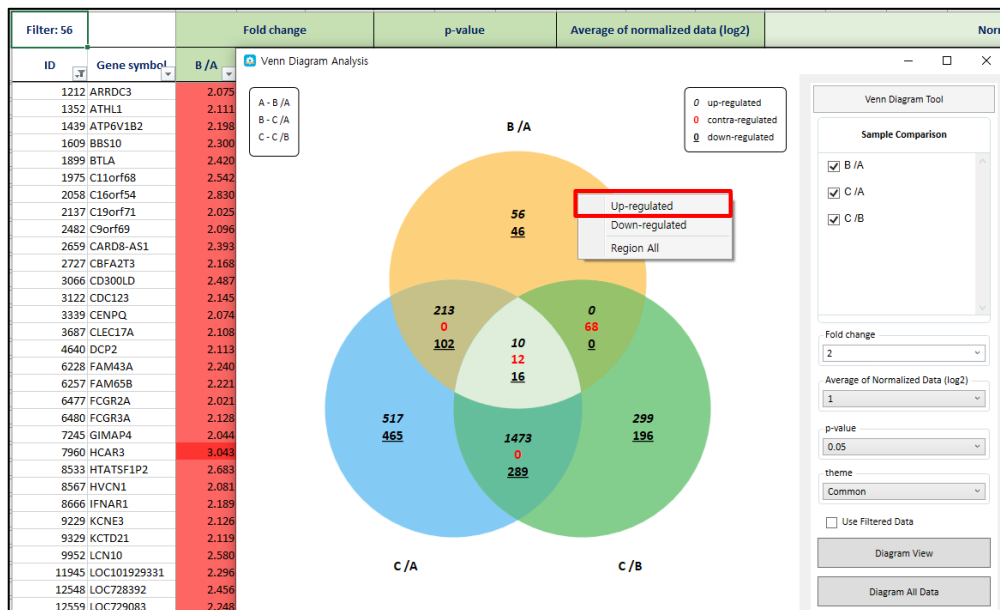 Filter: 56
Fold change
p-value
Average of normalized data (log2)
Nor
ID
Gene symbol
B /A
1212 ARRDC3 2.075
1352 ATHL1 2.111
1439 ATP6V1B2 2.198
1609 BBS10 2.300
1899 BTLA 2.420
1975 C11orf68 2.542
2058 C16orf54 2.830
2137 C19orf71 2.025
2482 C9orf69 2.096
2659 CARD8-AS1 2.393
2727 CBFA2T3 2.168
3066 CD300LD 2.487
3122 CDC123 2.145
3339 CENPQ 2.074
3687 CLEC17A 2.108
4640 DCP2 2.113
6228 FAM43A 2.240
6257 FAM65B 2.221
6477 FCGR2A 2.021
6480 FCGR3A 2.128
7245 GIMAP4 2.044
7960 HCAR3 3.043
8533 HTATSF1P2 2.683
8567 HVCN1 2.081
8666 IFNAR1 2.189
9229 KCNE3 2.126
9329 KCTD21 2.119
9952 LCN10 2.580
11945 LOC101929331 2.296
12548 LOC728392 2.456
12559 LOC729083 2.248
Venn Diagram Analysis
A - B /A
B - C /A
C - C /B
0 up-regulated
0 contra-regulated
0 down-regulated
B /A
56
46
Up-regulated
Down-regulated
Region All
213
0
102
0
68
0
10
12
16
517
465
299
196
1473
0
289
C /A
C /B
Venn Diagram Tool
Sample Comparison
B /A
C /A
C /B
Fold change
2
Average of Normalized Data (log2)
1
p-value
0.05
theme
Common
Use Filtered Data
Diagram View
Diagram All Data